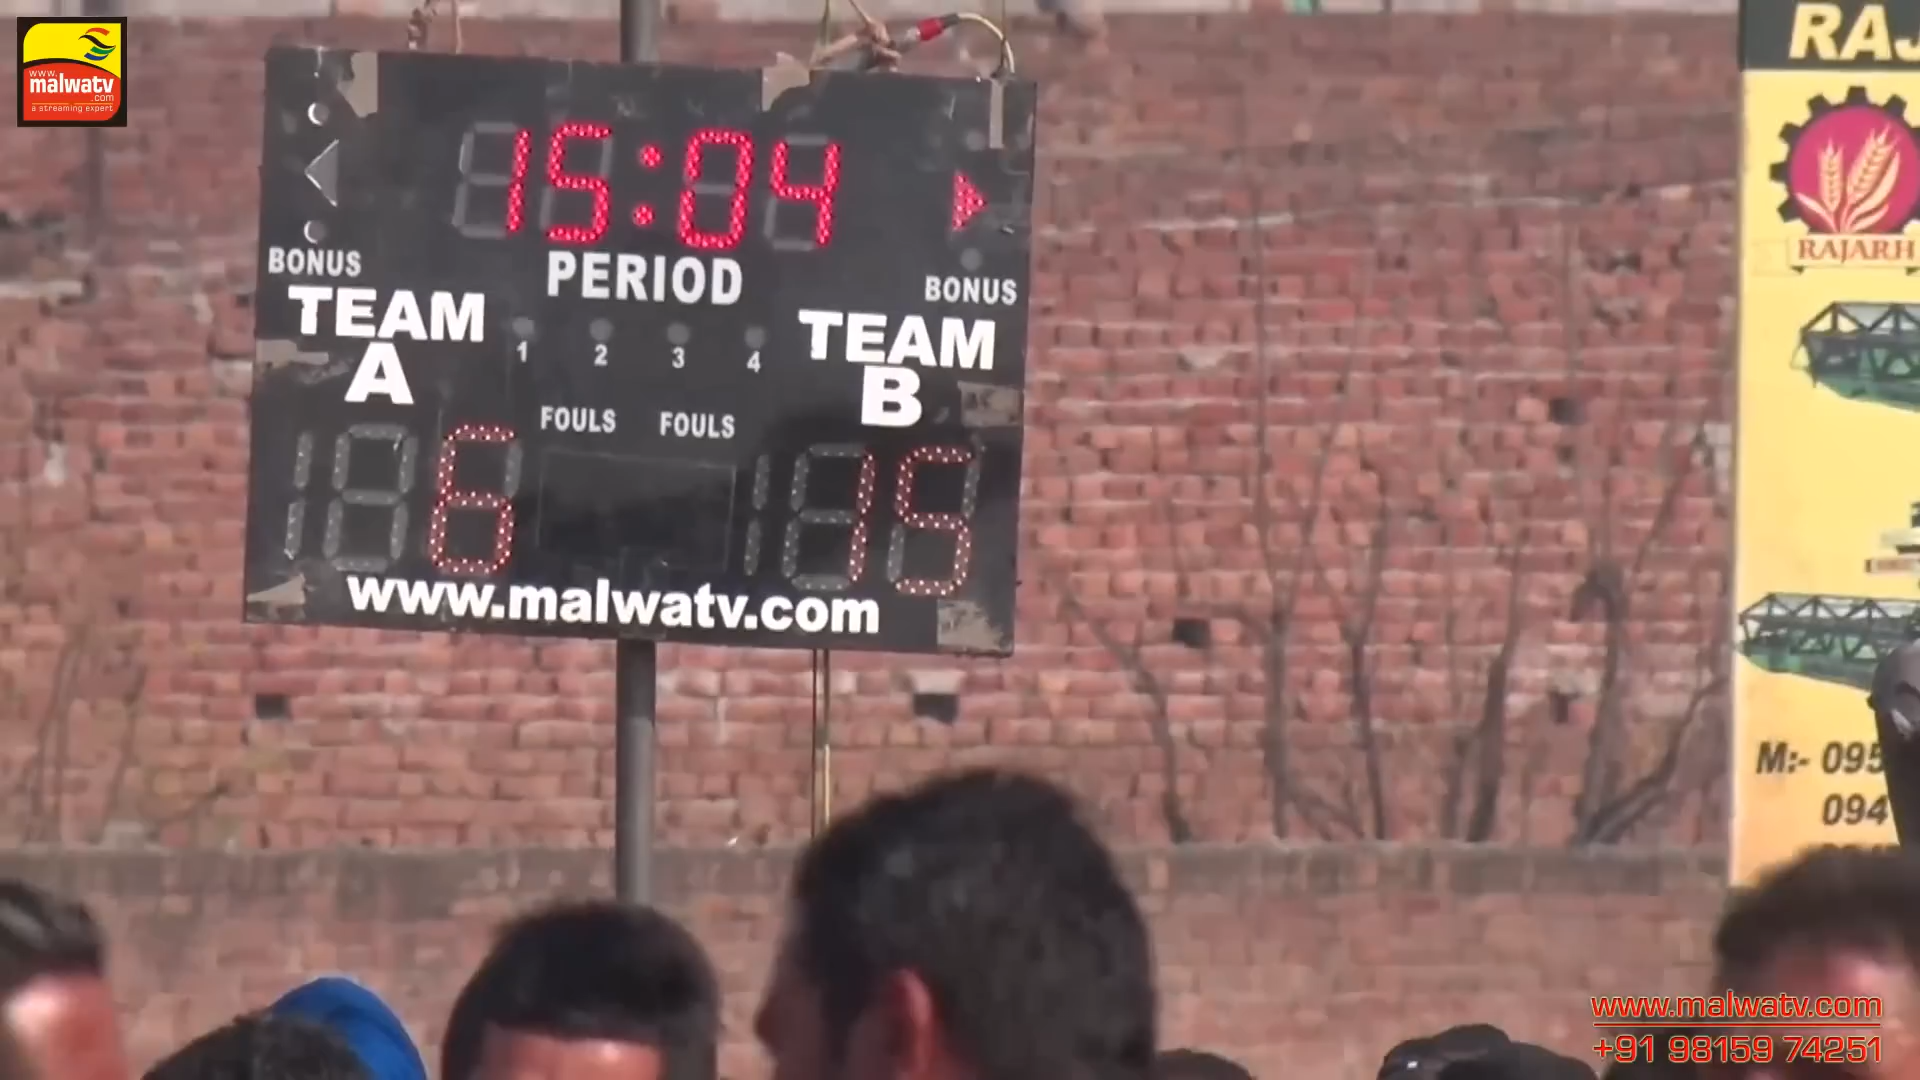 www.
malwatv
.com
a streaming expert
15:04
PERIOD
BONUS
BONUS
TEAM
A
TEAM
B
1 2 3 4
FOULS FOULS
6
15
www.malwatv.com
RAJARH
M:- 095
094
www.malwatv.com
+91 98159 74251